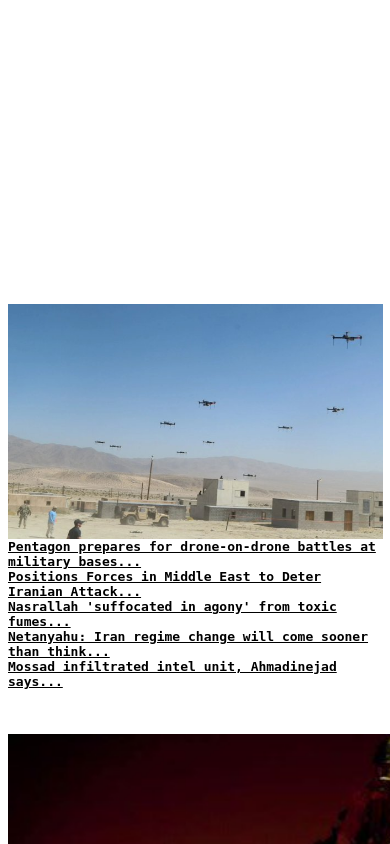 Pentagon prepares for drone-on-drone battles at
military bases...
Positions Forces in Middle East to Deter
Iranian Attack...
Nasrallah 'suffocated in agony' from toxic
fumes...
Netanyahu: Iran regime change will come sooner
than think...
Mossad infiltrated intel unit, Ahmadinejad
says...